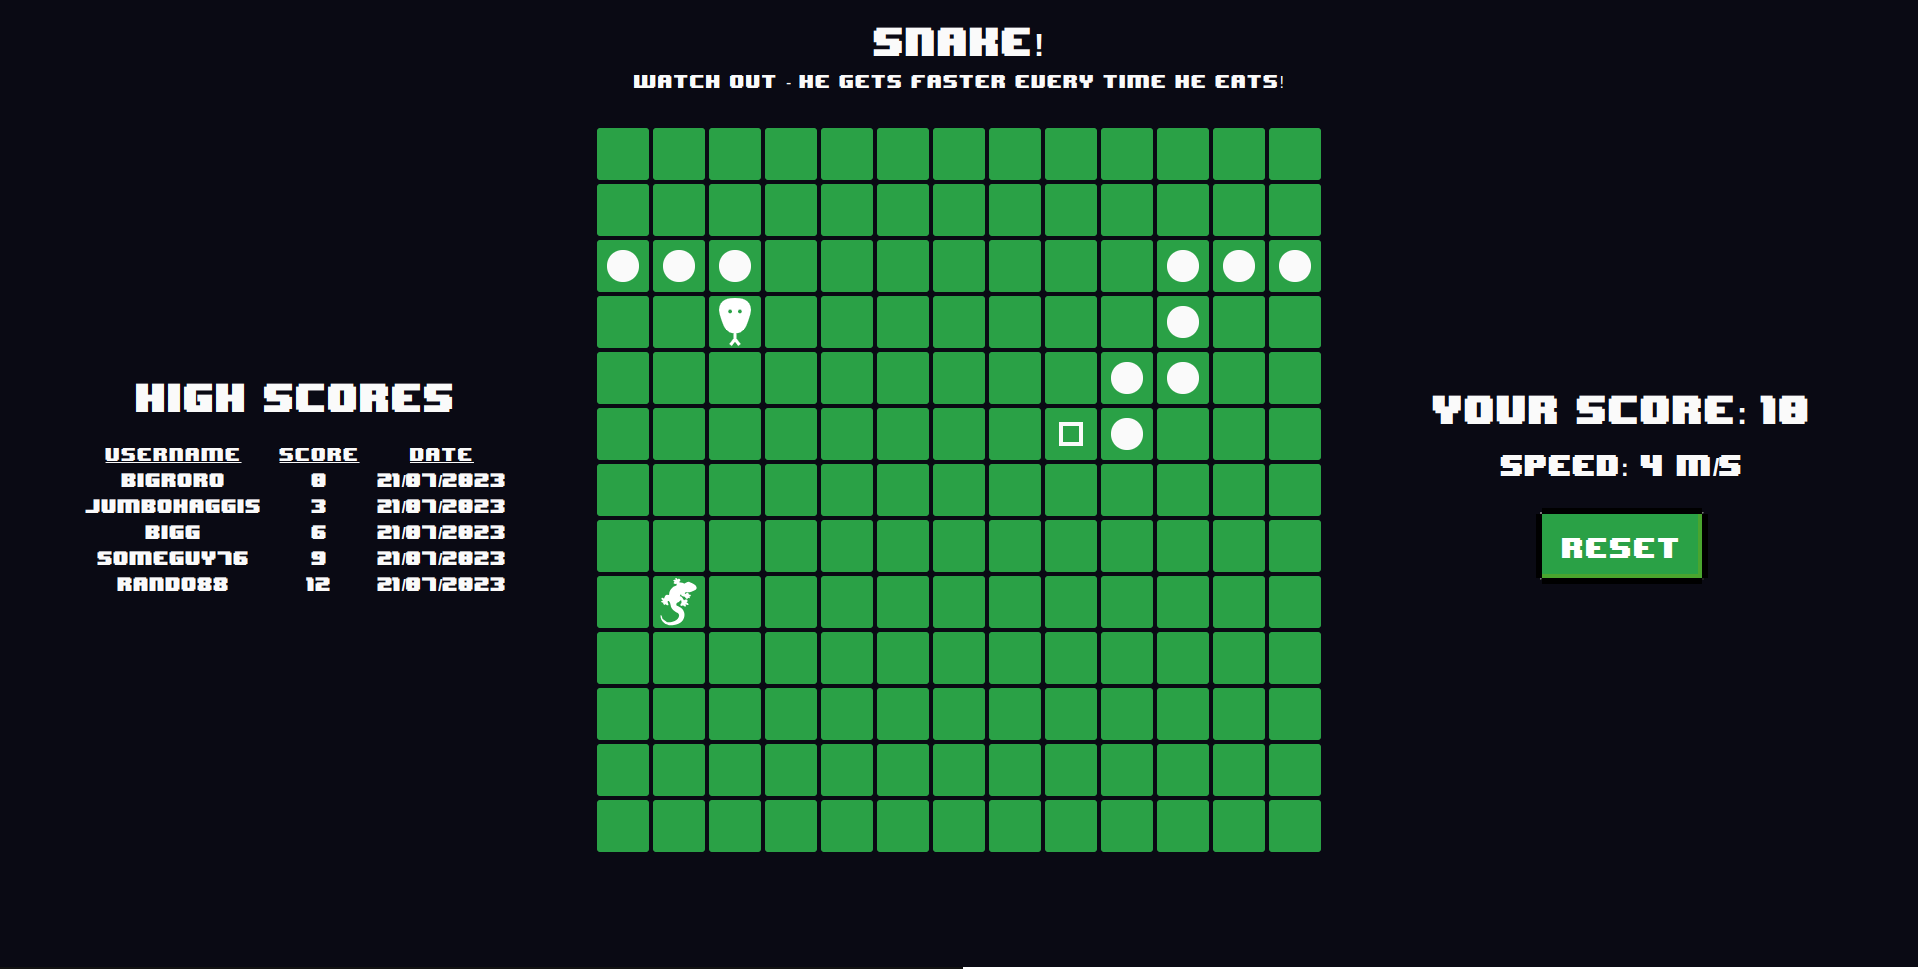 SNAKE!
WATCH OUT - HE GETS FASTER EVERY TIME HE EATS!
HIGH SCORES
USERNAME SCORE DATE
BIGRORO 0 21/07/2023
JUMBOHAGGIS 3 21/07/2023
BIGG 6 21/07/2023
SOMEGUY76 9 21/07/2023
RANDO88 12 21/07/2023
YOUR SCORE: 10
SPEED: 4 M/S
RESET